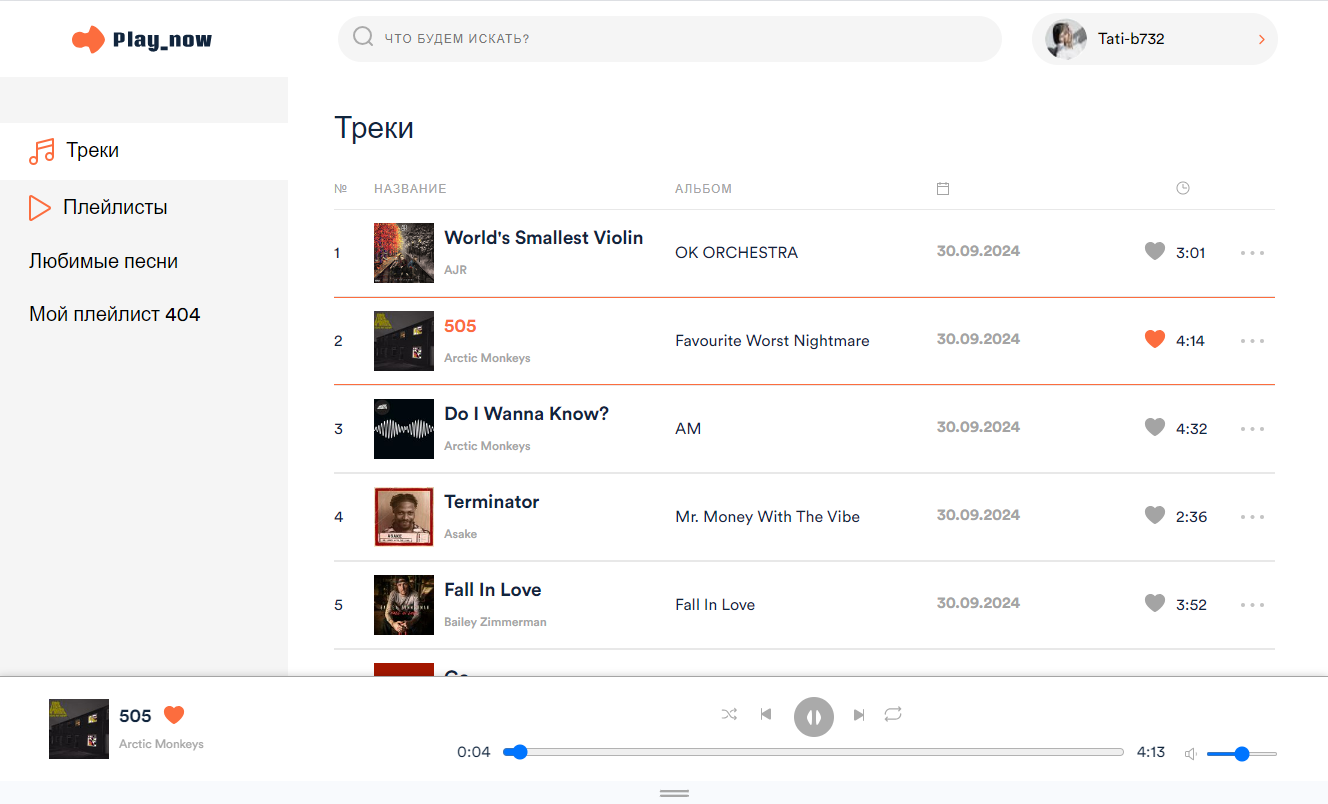 Play_now
ЧТО БУДЕМ ИСКАТЬ?
Tati-b732
Треки
Плейлисты
Любимые песни
Мой плейлист 404
Треки
№ НАЗВАНИЕ АЛЬБОМ
1 World's Smallest Violin AJR OK ORCHESTRA 30.09.2024 3:01
2 505 Arctic Monkeys Favourite Worst Nightmare 30.09.2024 4:14
3 Do I Wanna Know? Arctic Monkeys AM 30.09.2024 4:32
4 Terminator Asake Mr. Money With The Vibe 30.09.2024 2:36
5 Fall In Love Bailey Zimmerman Fall In Love 30.09.2024 3:52
505
Arctic Monkeys
0:04 4:13